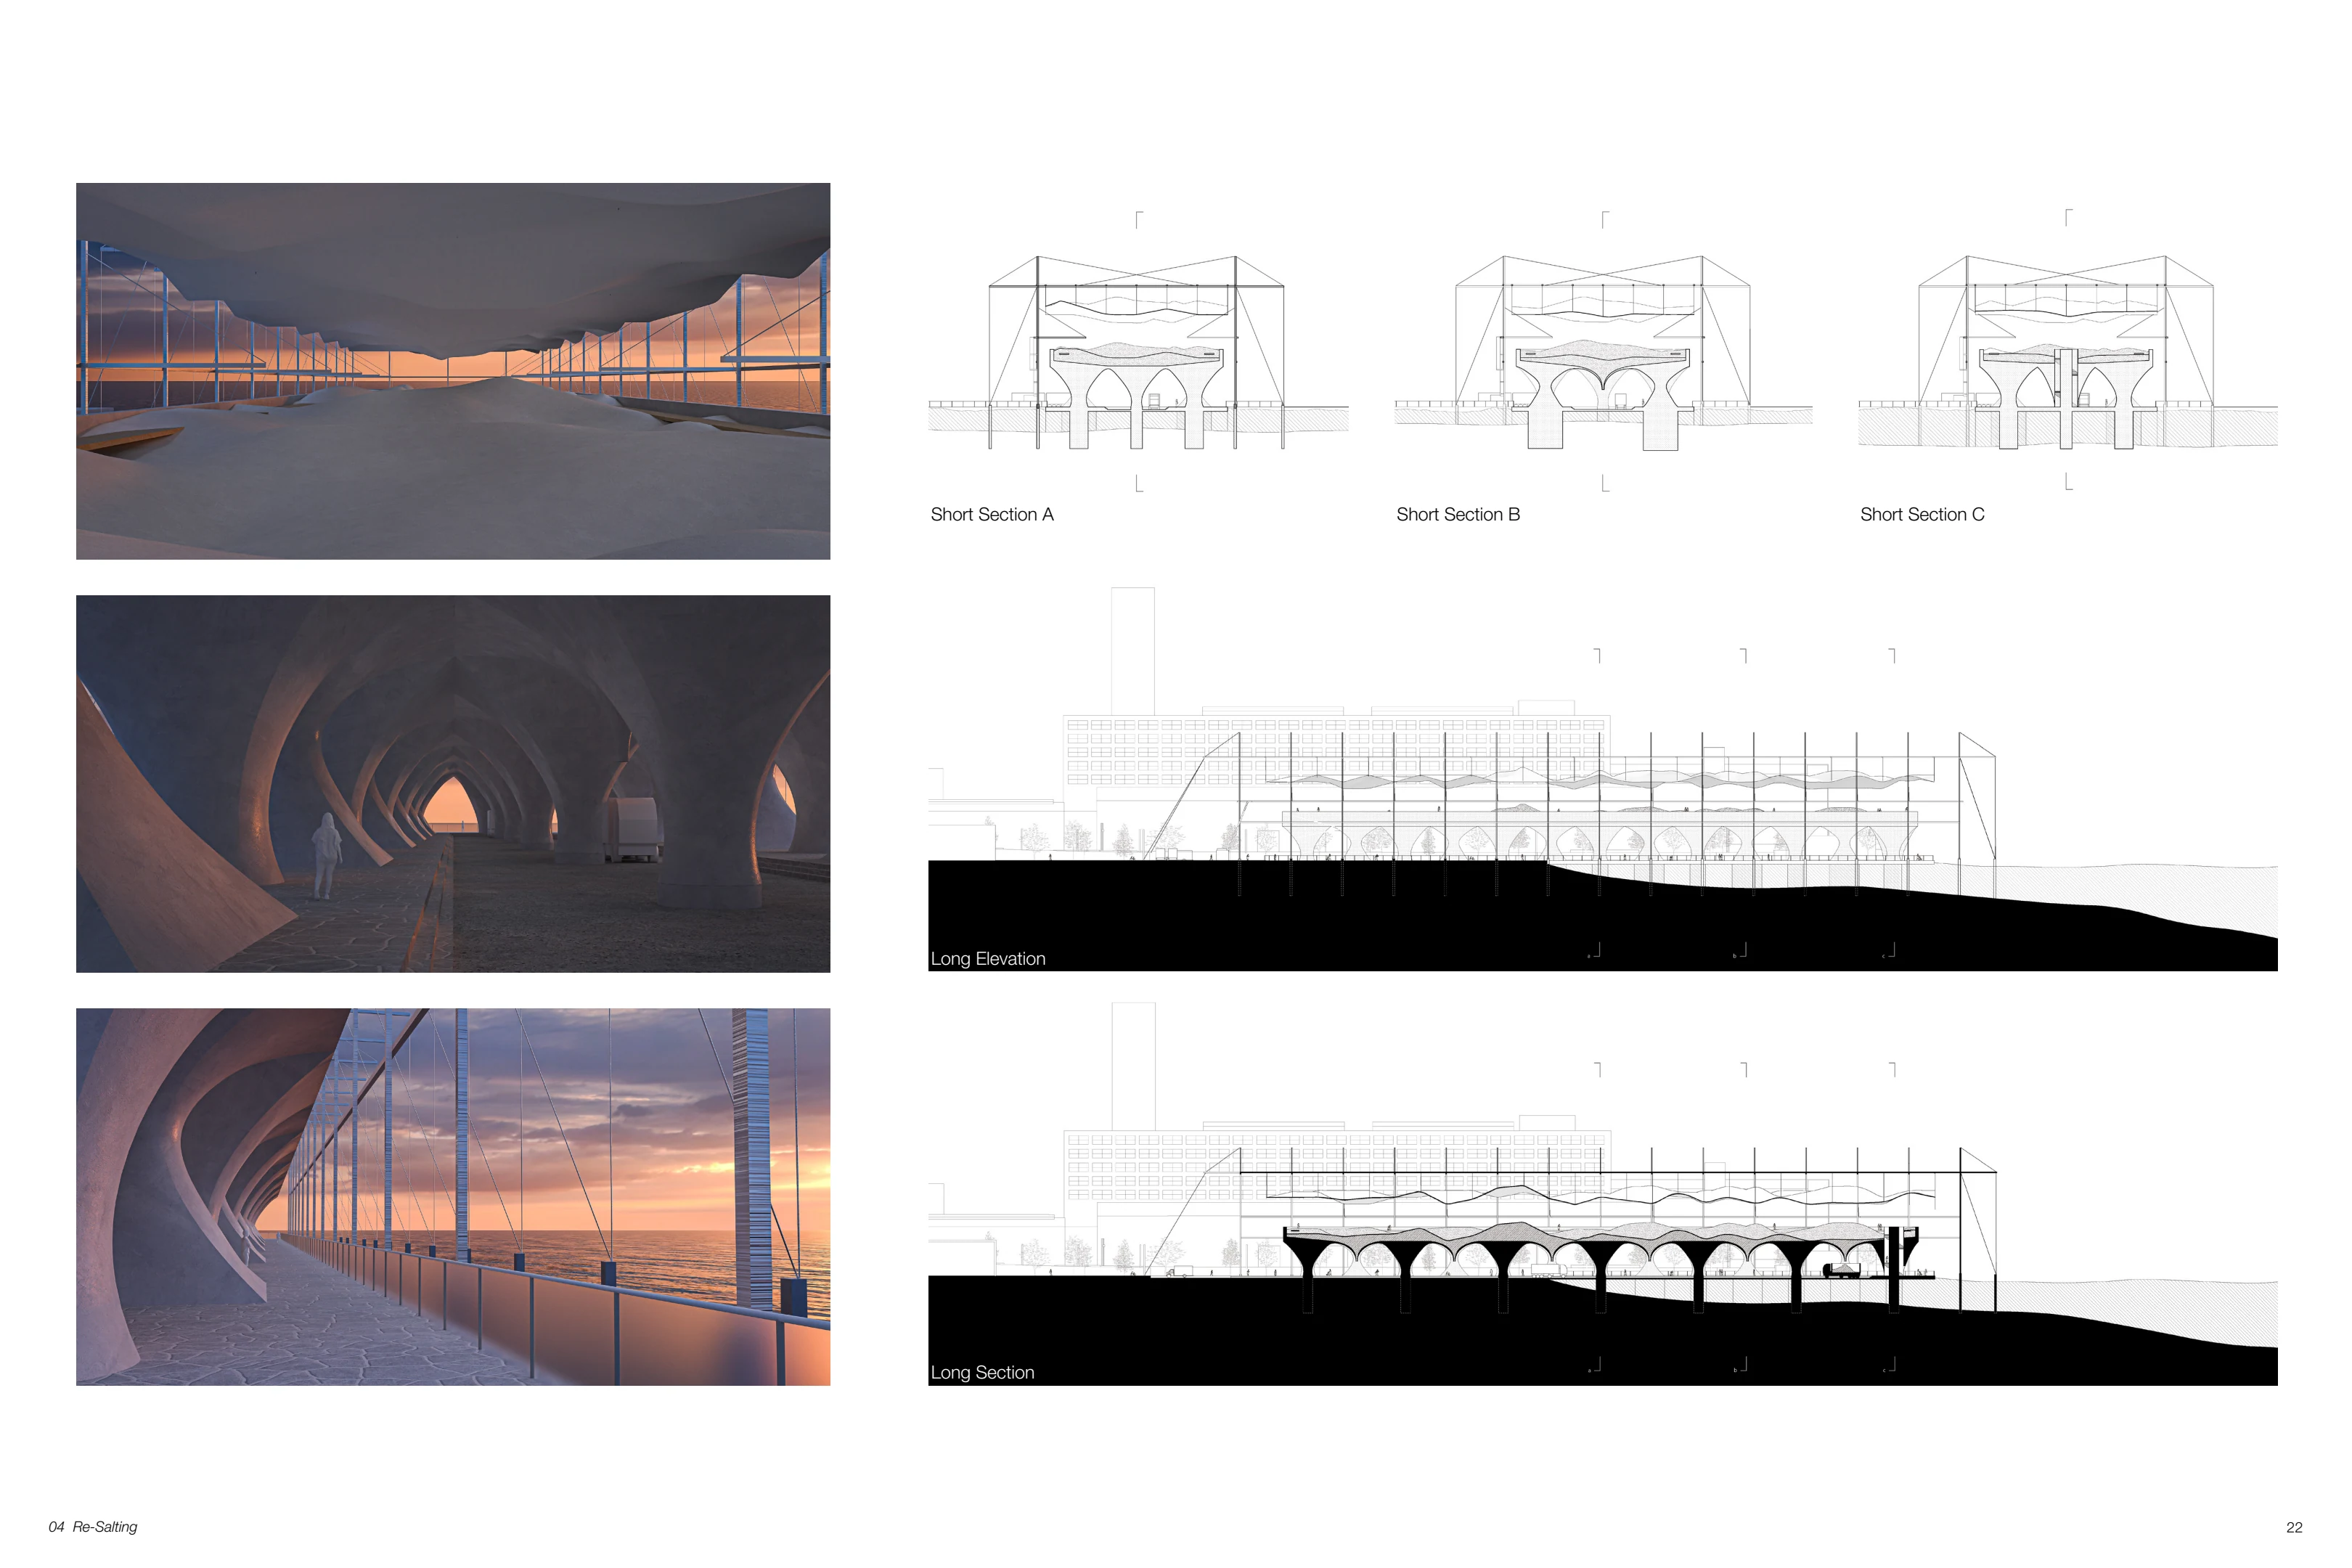 Short Section A
Short Section B
Short Section C
Long Elevation
a
b
c
Long Section
a
b
c
04 Re-Salting
22